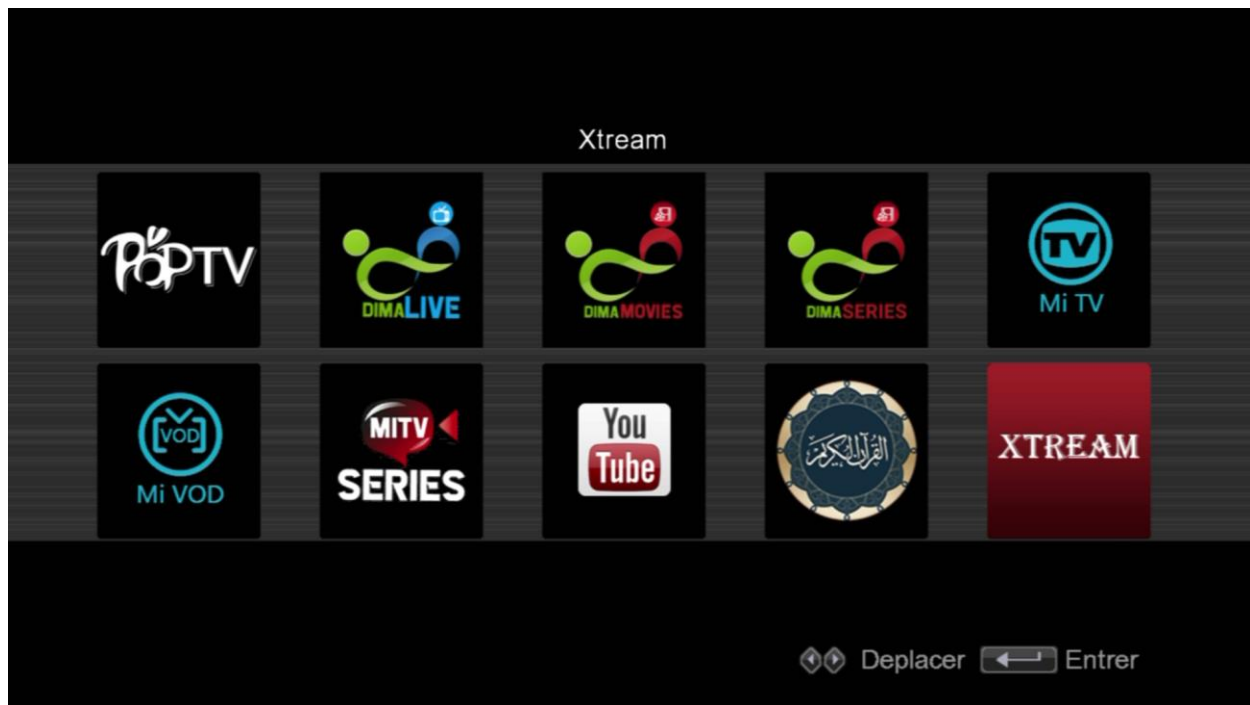 Xtream
POPTV
DIMALIVE
DIMAMOVIES
DIMASERIES
TV
Mi TV
VOD
Mi VOD
MITV
SERIES
You
Tube
القرآن الكريم
XTREAM
Deplacer
Entrer